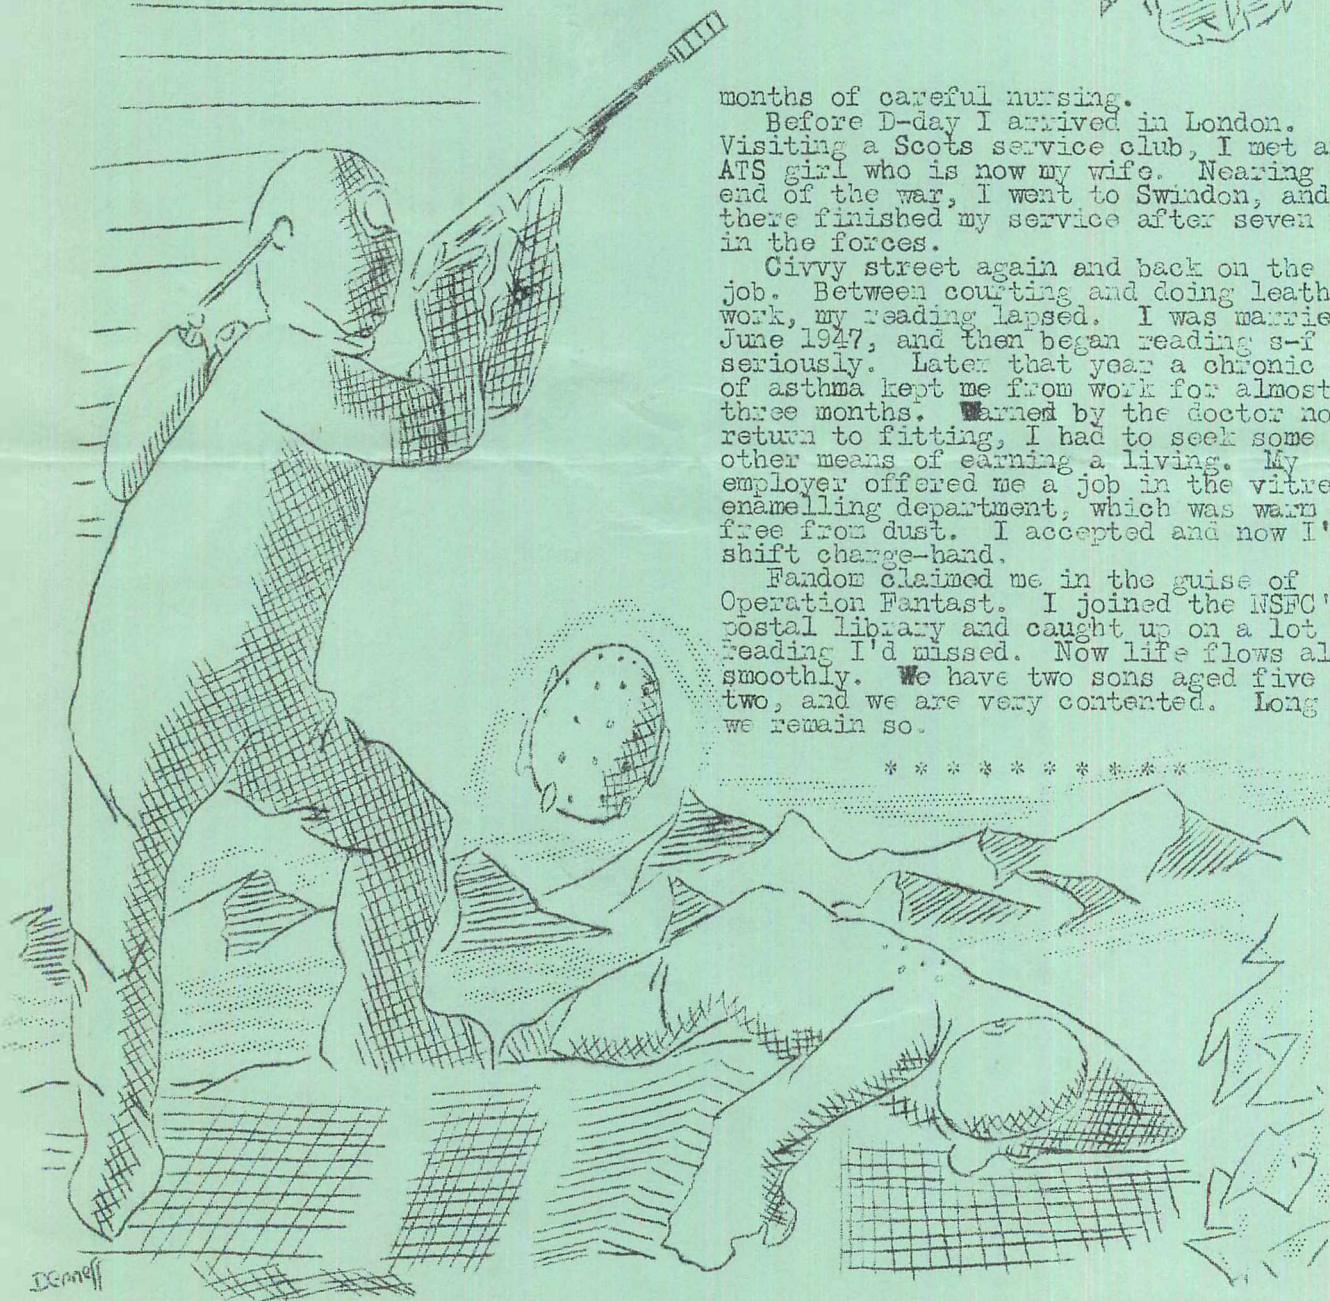 months of careful nursing.
Before D-day I arrived in London.
Visiting a Scots service club, I met a
ATS girl who is now my wife. Nearing
end of the war, I went to Swindon, and
there finished my service after seven
in the forces.
Civvy street again and back on the
job. Between courting and doing leath
work, my reading lapsed. I was marrie
June 1947, and then began reading s-f
seriously. Later that year a chronic
of asthma kept me from work for almost
three months. Warned by the doctor no
return to fitting, I had to seek some
other means of earning a living. My
employer offered me a job in the vitre
enamelling department, which was warm
free from dust. I accepted and now I'
shift charge-hand.
Fandom claimed me in the guise of
Operation Fantast. I joined the NSFC'
postal library and caught up on a lot
reading I'd missed. Now life flows al
smoothly. We have two sons aged five
two, and we are very contented. Long
we remain so.
* * * * * * * * * *